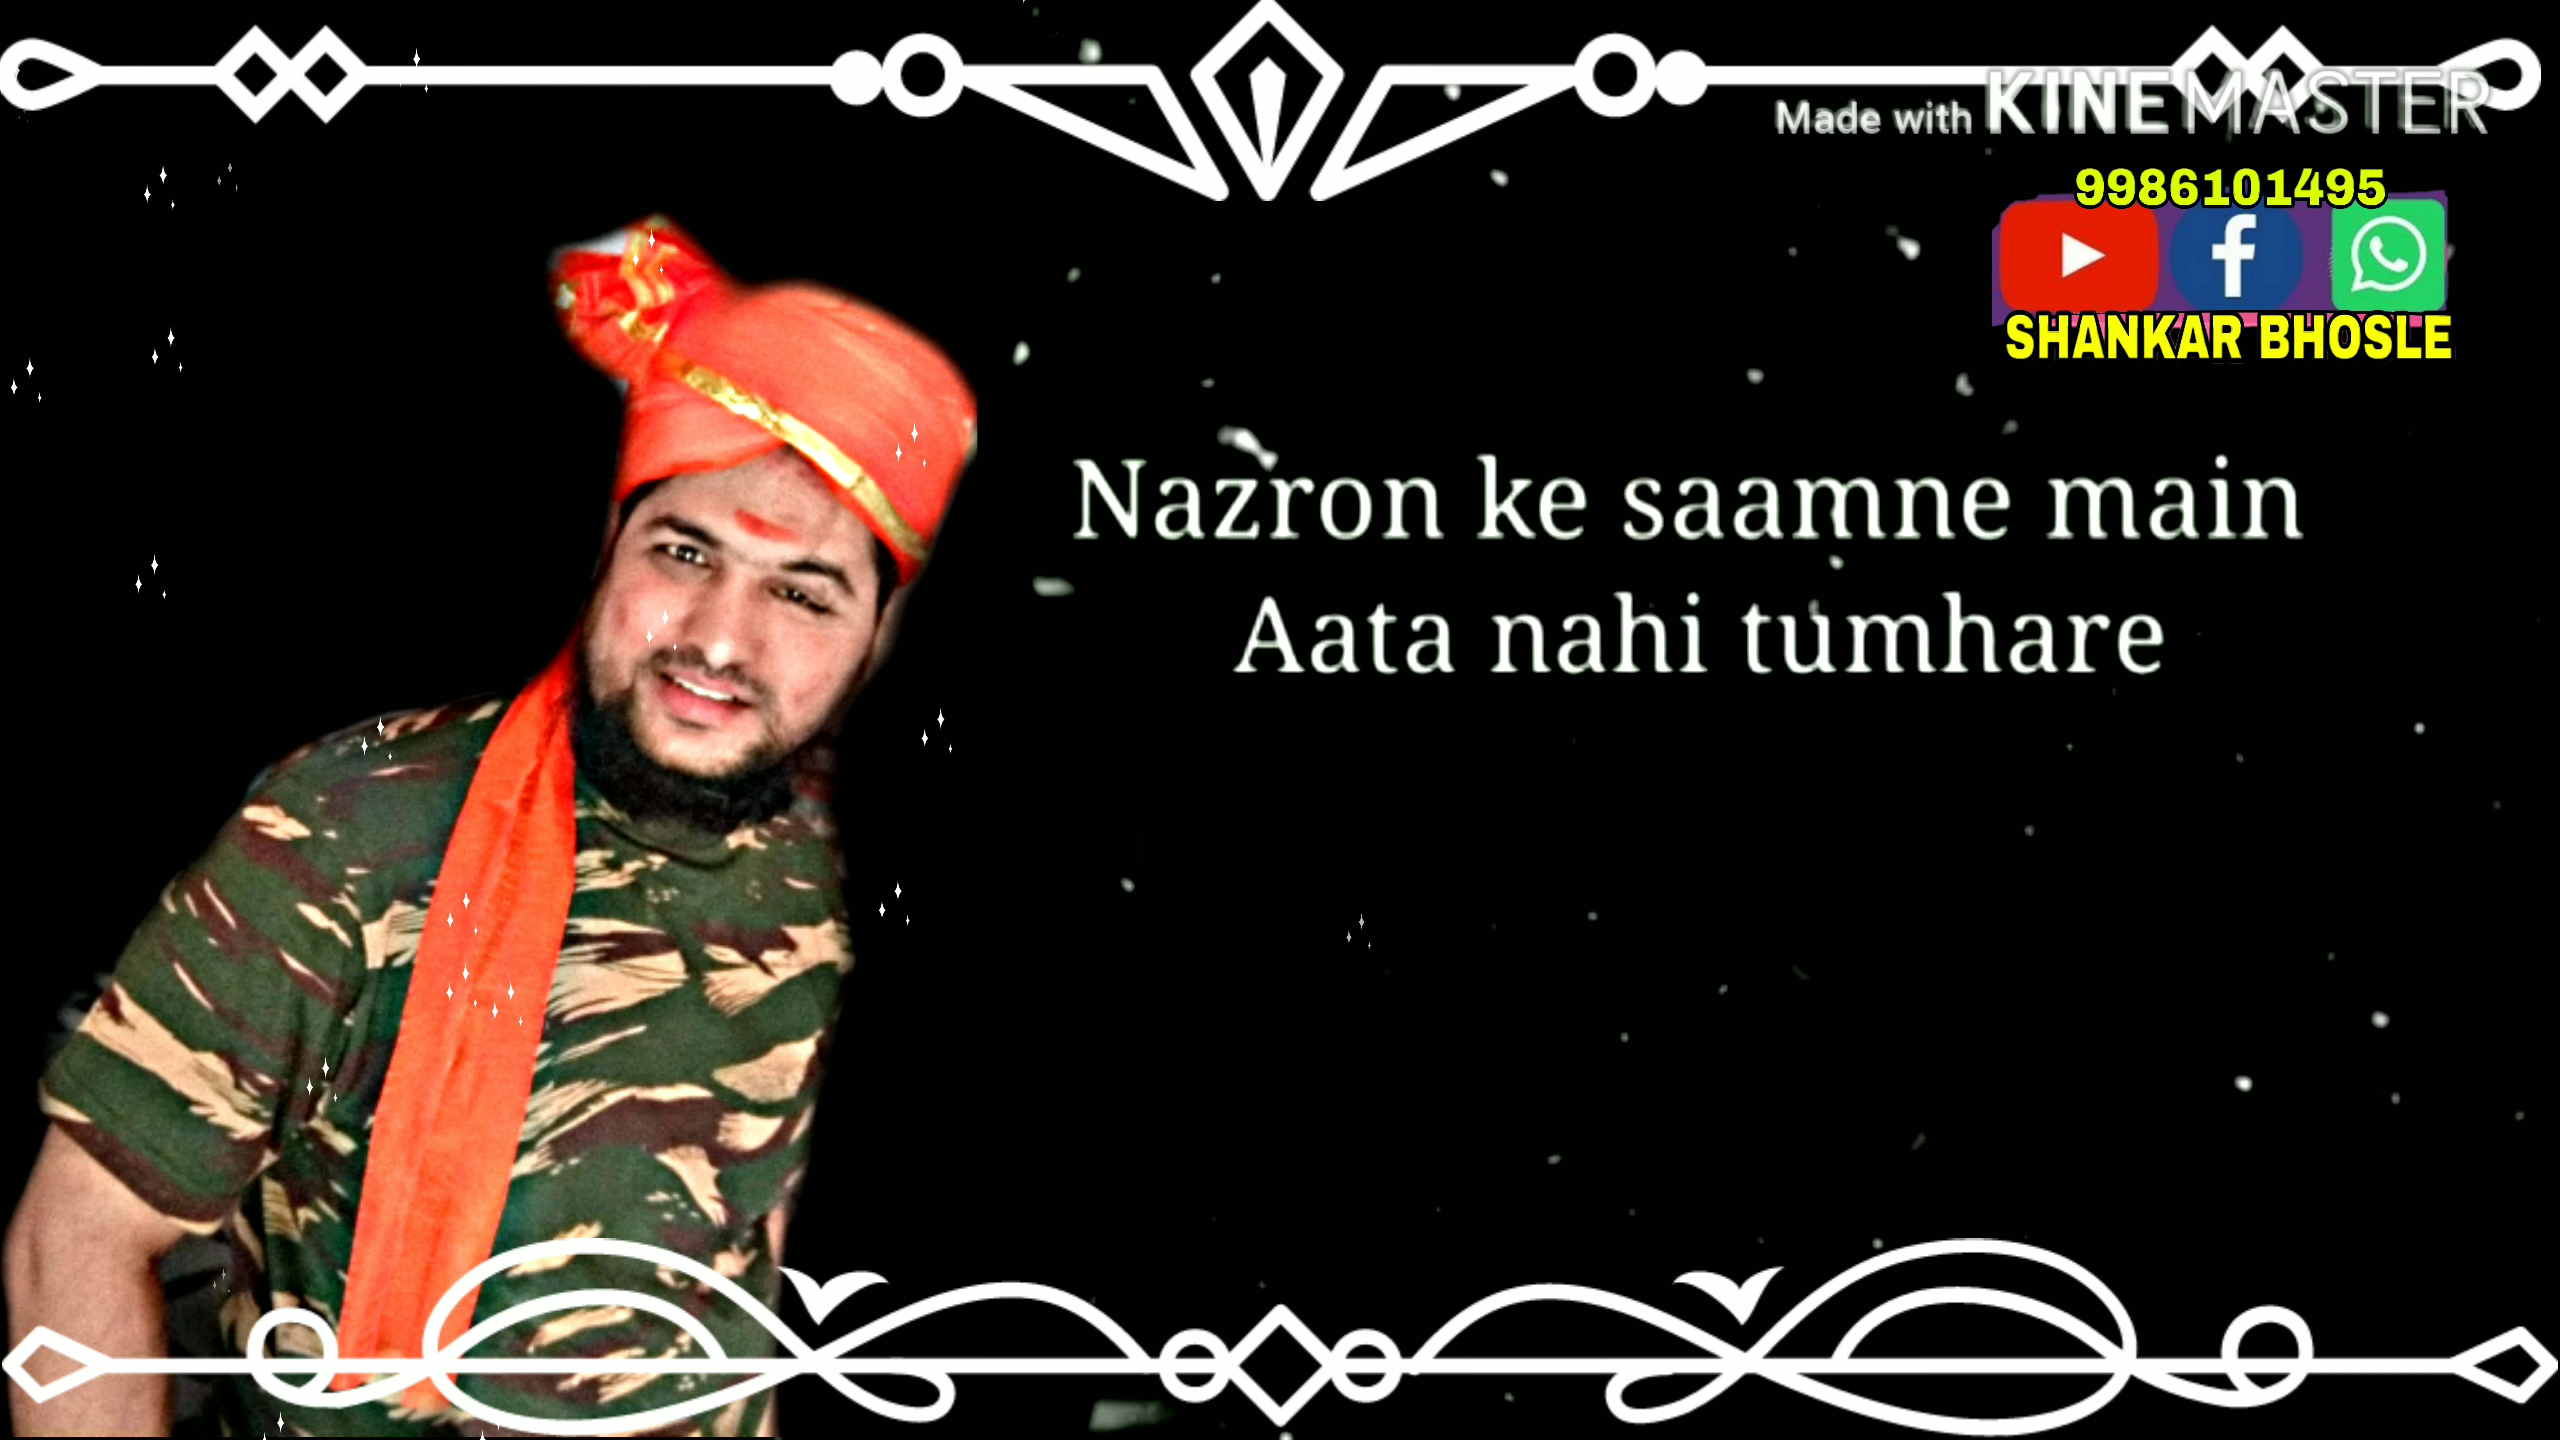 Made with KINEMASTER
9986101495
SHANKAR BHOSLE
Nazron ke saamne main
Aata nahi tumhare